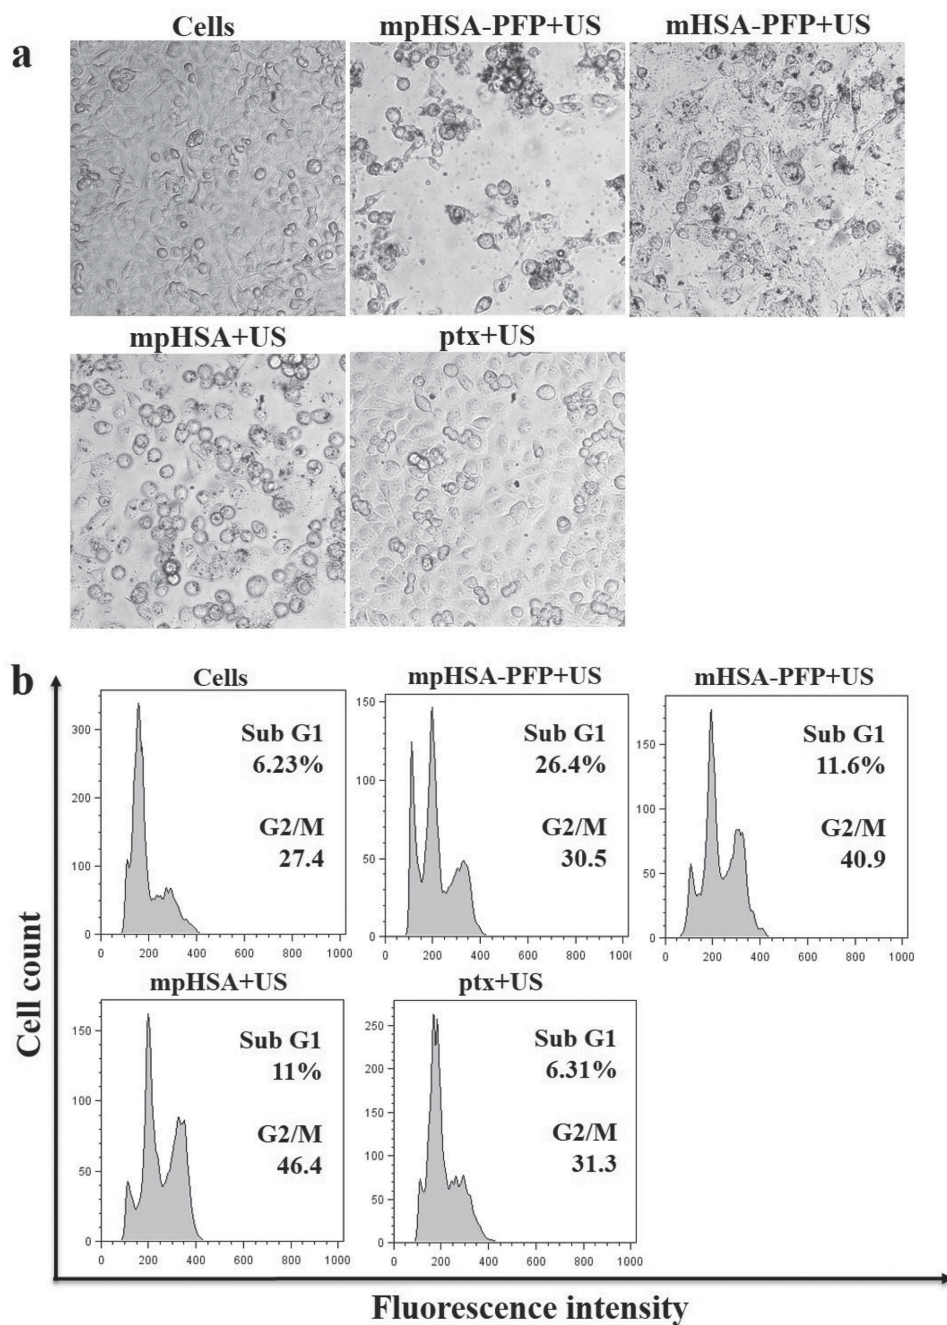 a
Cells
mpHSA-PFP+US
mHSA-PFP+US
mpHSA+US
ptx+US
b
Cell count
Cells
300
200
100
0
Sub G1
6.23%
G2/M
27.4
0 200 400 600 800 1000
mpHSA-PFP+US
150
100
50
0
Sub G1
26.4%
G2/M
30.5
0 200 400 600 800 1000
mHSA-PFP+US
150
100
50
0
Sub G1
11.6%
G2/M
40.9
0 200 400 600 800 1000
mpHSA+US
150
100
50
0
Sub G1
11%
G2/M
46.4
0 200 400 600 800 1000
ptx+US
250
200
150
100
50
0
Sub G1
6.31%
G2/M
31.3
0 200 400 600 800 1000
Fluorescence intensity